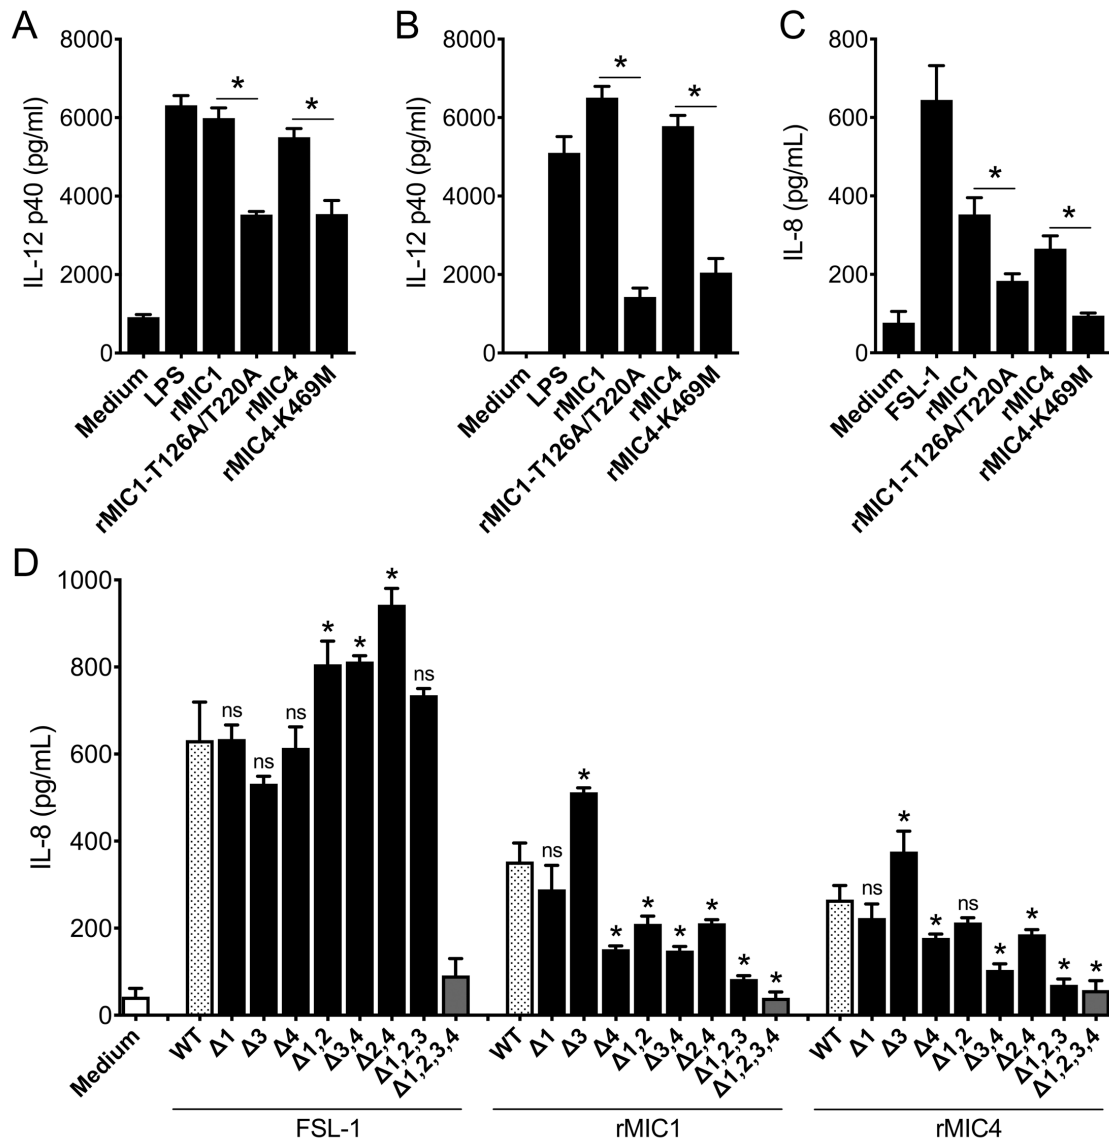 A
8000
6000
4000
2000
0
IL-12 p40 (pg/ml)
*
*
Medium
LPS
rMIC1
rMIC1-T126A/T220A
rMIC4
rMIC4-K469M
B
8000
6000
4000
2000
0
IL-12 p40 (pg/ml)
*
*
Medium
LPS
rMIC1
rMIC1-T126A/T220A
rMIC4
rMIC4-K469M
C
800
600
400
200
0
IL-8 (pg/mL)
*
*
Medium
FSL-1
rMIC1
rMIC1-T126A/T220A
rMIC4
rMIC4-K469M
D
1000
800
600
400
200
0
IL-8 (pg/mL)
ns
ns
ns
*
*
*
ns
ns
*
*
*
*
*
*
*
ns
*
*
ns
*
*
*
*
Medium
WT
Δ1
Δ3
Δ4
Δ1,2
Δ3,4
Δ2,4
Δ1,2,3
Δ1,2,3,4
FSL-1
WT
Δ1
Δ3
Δ4
Δ1,2
Δ3,4
Δ2,4
Δ1,2,3
Δ1,2,3,4
rMIC1
WT
Δ1
Δ3
Δ4
Δ1,2
Δ3,4
Δ2,4
Δ1,2,3
Δ1,2,3,4
rMIC4